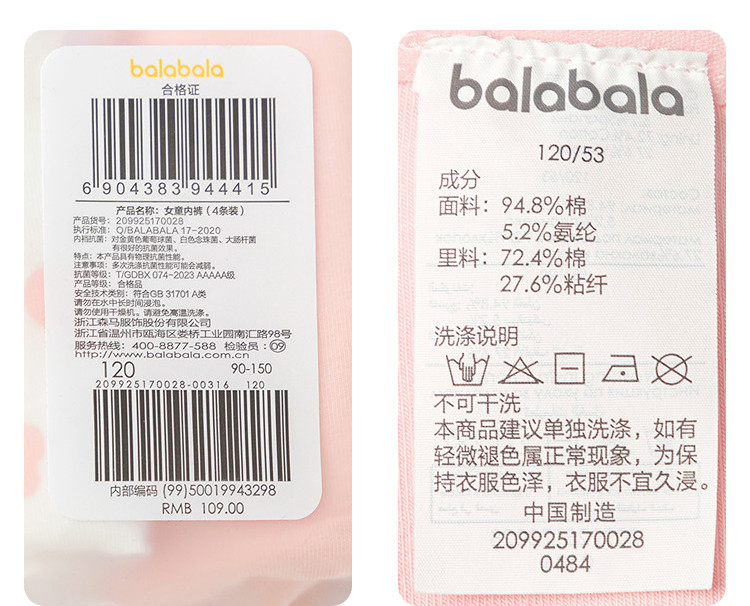 balabala
合格证
6 904383 944415
产品名称：女童内裤（4条装）
产品货号：
209925170028
执行标准：Q/BALABALA 17-2020
内裆抗菌：对金黄色葡萄球菌、白色念珠菌、大肠杆菌
有很好的抗菌效果。
特点：本产品具有物理抗菌性能。
注意事项：多次洗涤抗菌性能可能会减弱。
抗菌等级：T/GDBX 074-2023 AAAAA级
产品等级：合格品
安全技术类别：符合GB 31701 A类
请勿在水中长时间浸泡。
请勿使用干燥机。请避免高温洗涤。
浙江森马服饰股份有限公司
浙江省温州市瓯海区娄桥工业园南汇路98号
服务热线：400-8877-588 检验员：09
http://www.balabala.com.cn
120 90-150
209925170028-00316 120
内部编码 (99)50019943298
RMB 109.00
balabala
120/53
成分
面料：94.8%棉
5.2%氨纶
里料：72.4%棉
27.6%粘纤
洗涤说明
不可干洗
本商品建议单独洗涤，如有
轻微褪色属正常现象，为保
持衣服色泽，衣服不宜久浸。
中国制造
209925170028
0484